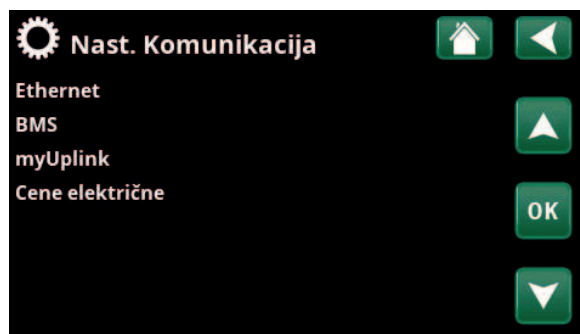 Nast. Komunikacija
Ethernet
BMS
myUplink
Cene električne
OK